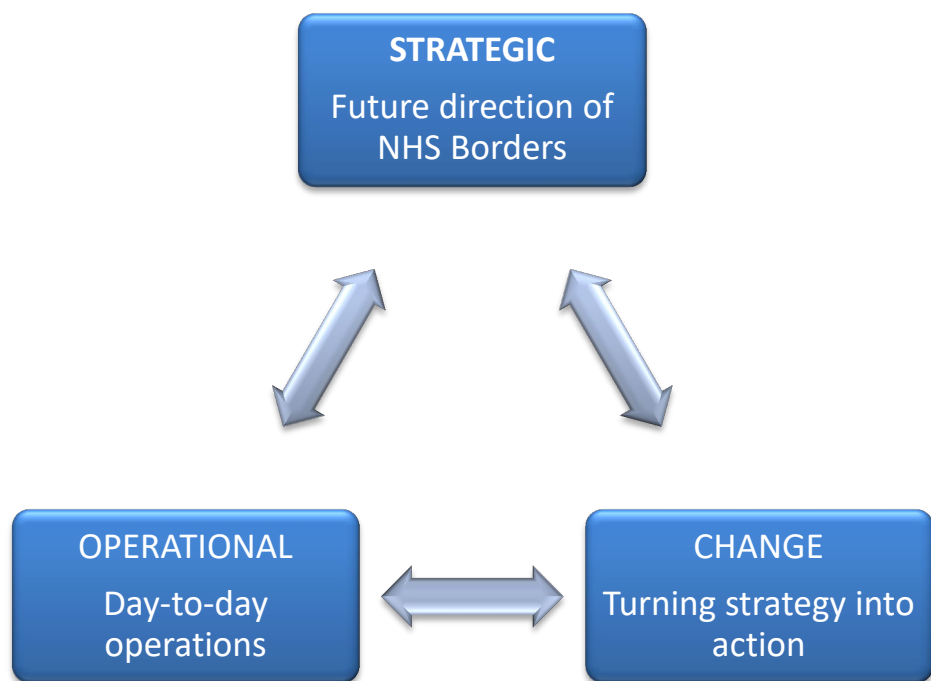 STRATEGIC
Future direction of
NHS Borders
OPERATIONAL
Day-to-day
operations
CHANGE
Turning strategy into
action